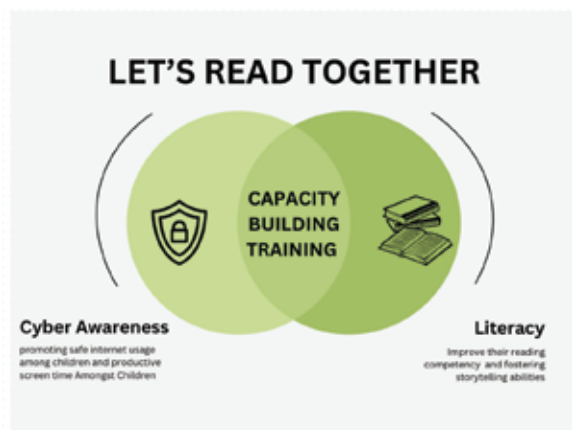 LET'S READ TOGETHER
CAPACITY
BUILDING
TRAINING
Cyber Awareness
promoting safe internet usage
among children and productive
screen time Amongst Children
Literacy
Improve their reading
competency and fostering
storytelling abilities